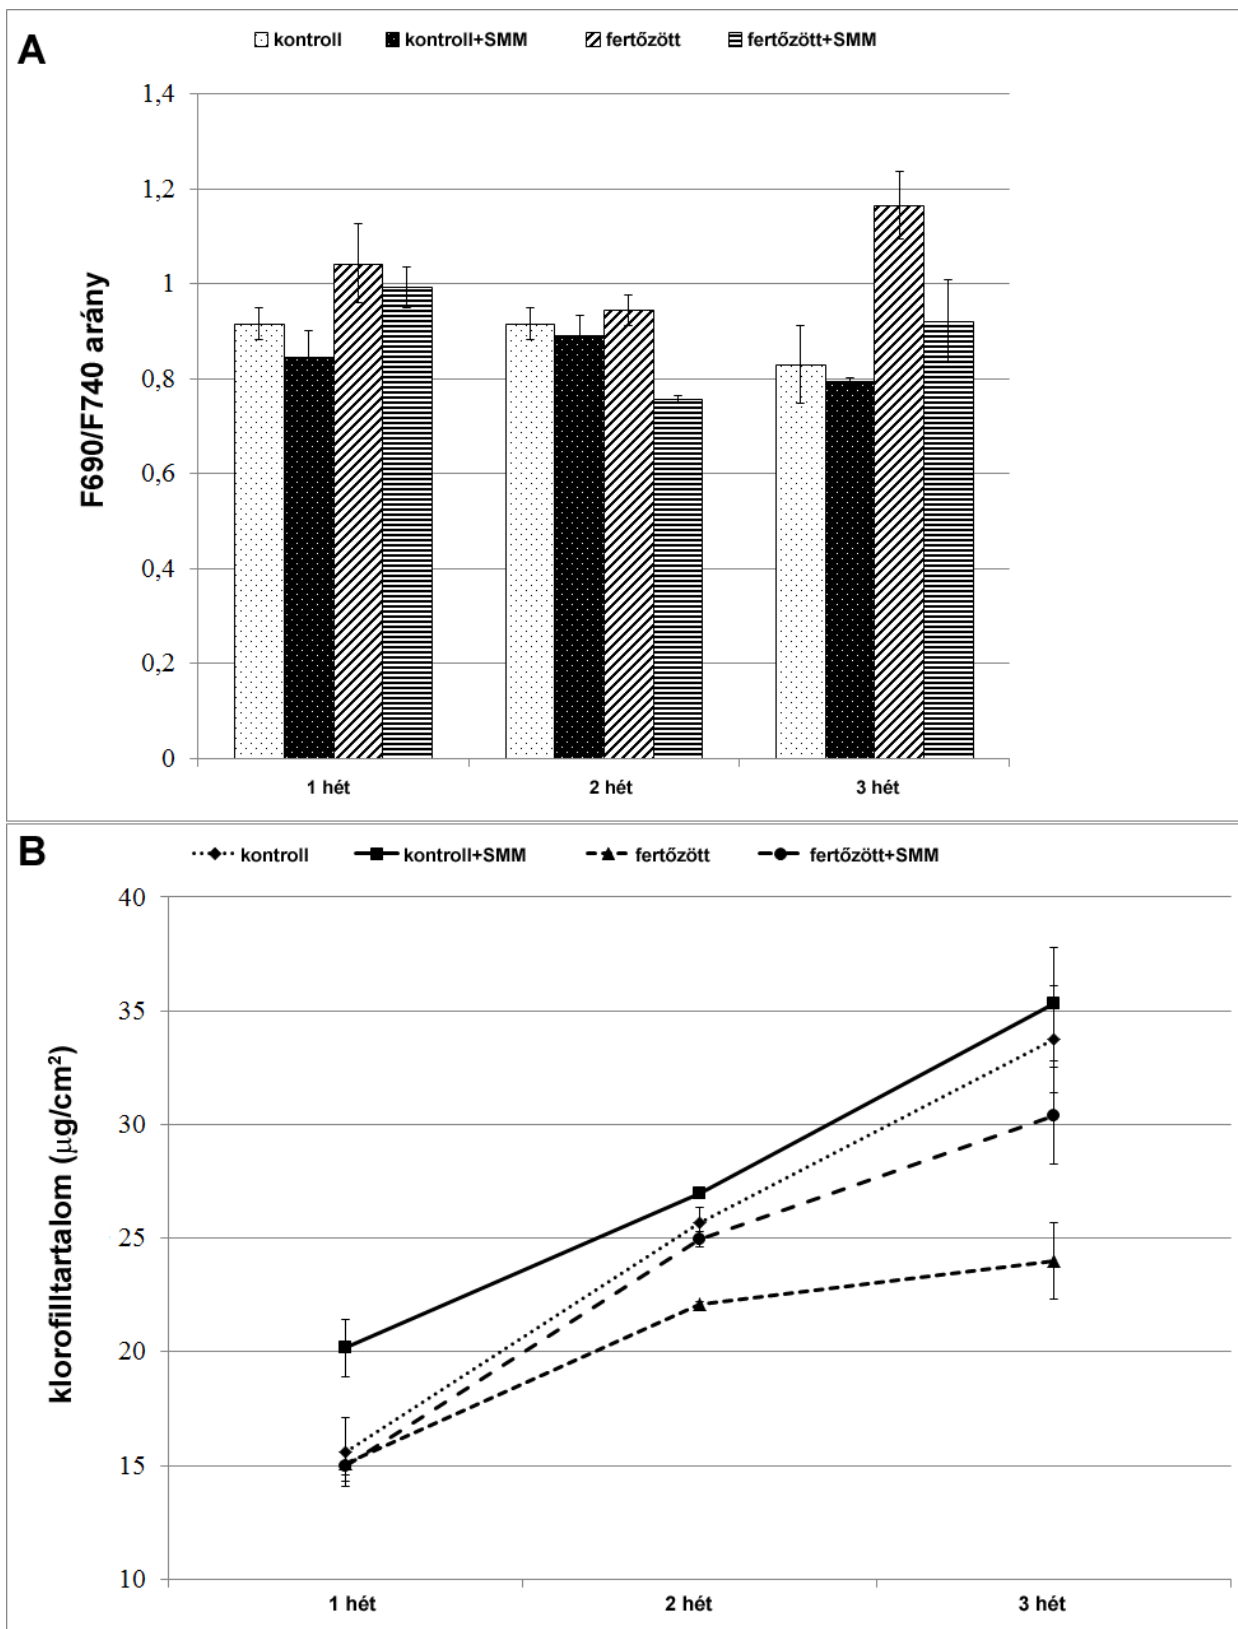 A
kontroll kontroll+SMM fertőzött fertőzött+SMM
F690/F740 arány
1,4
1,2
1
0,8
0,6
0,4
0,2
0
1 hét 2 hét 3 hét
B
kontroll kontroll+SMM fertőzött fertőzött+SMM
klorofilltartalom (µg/cm²)
40
35
30
25
20
15
10
1 hét 2 hét 3 hét